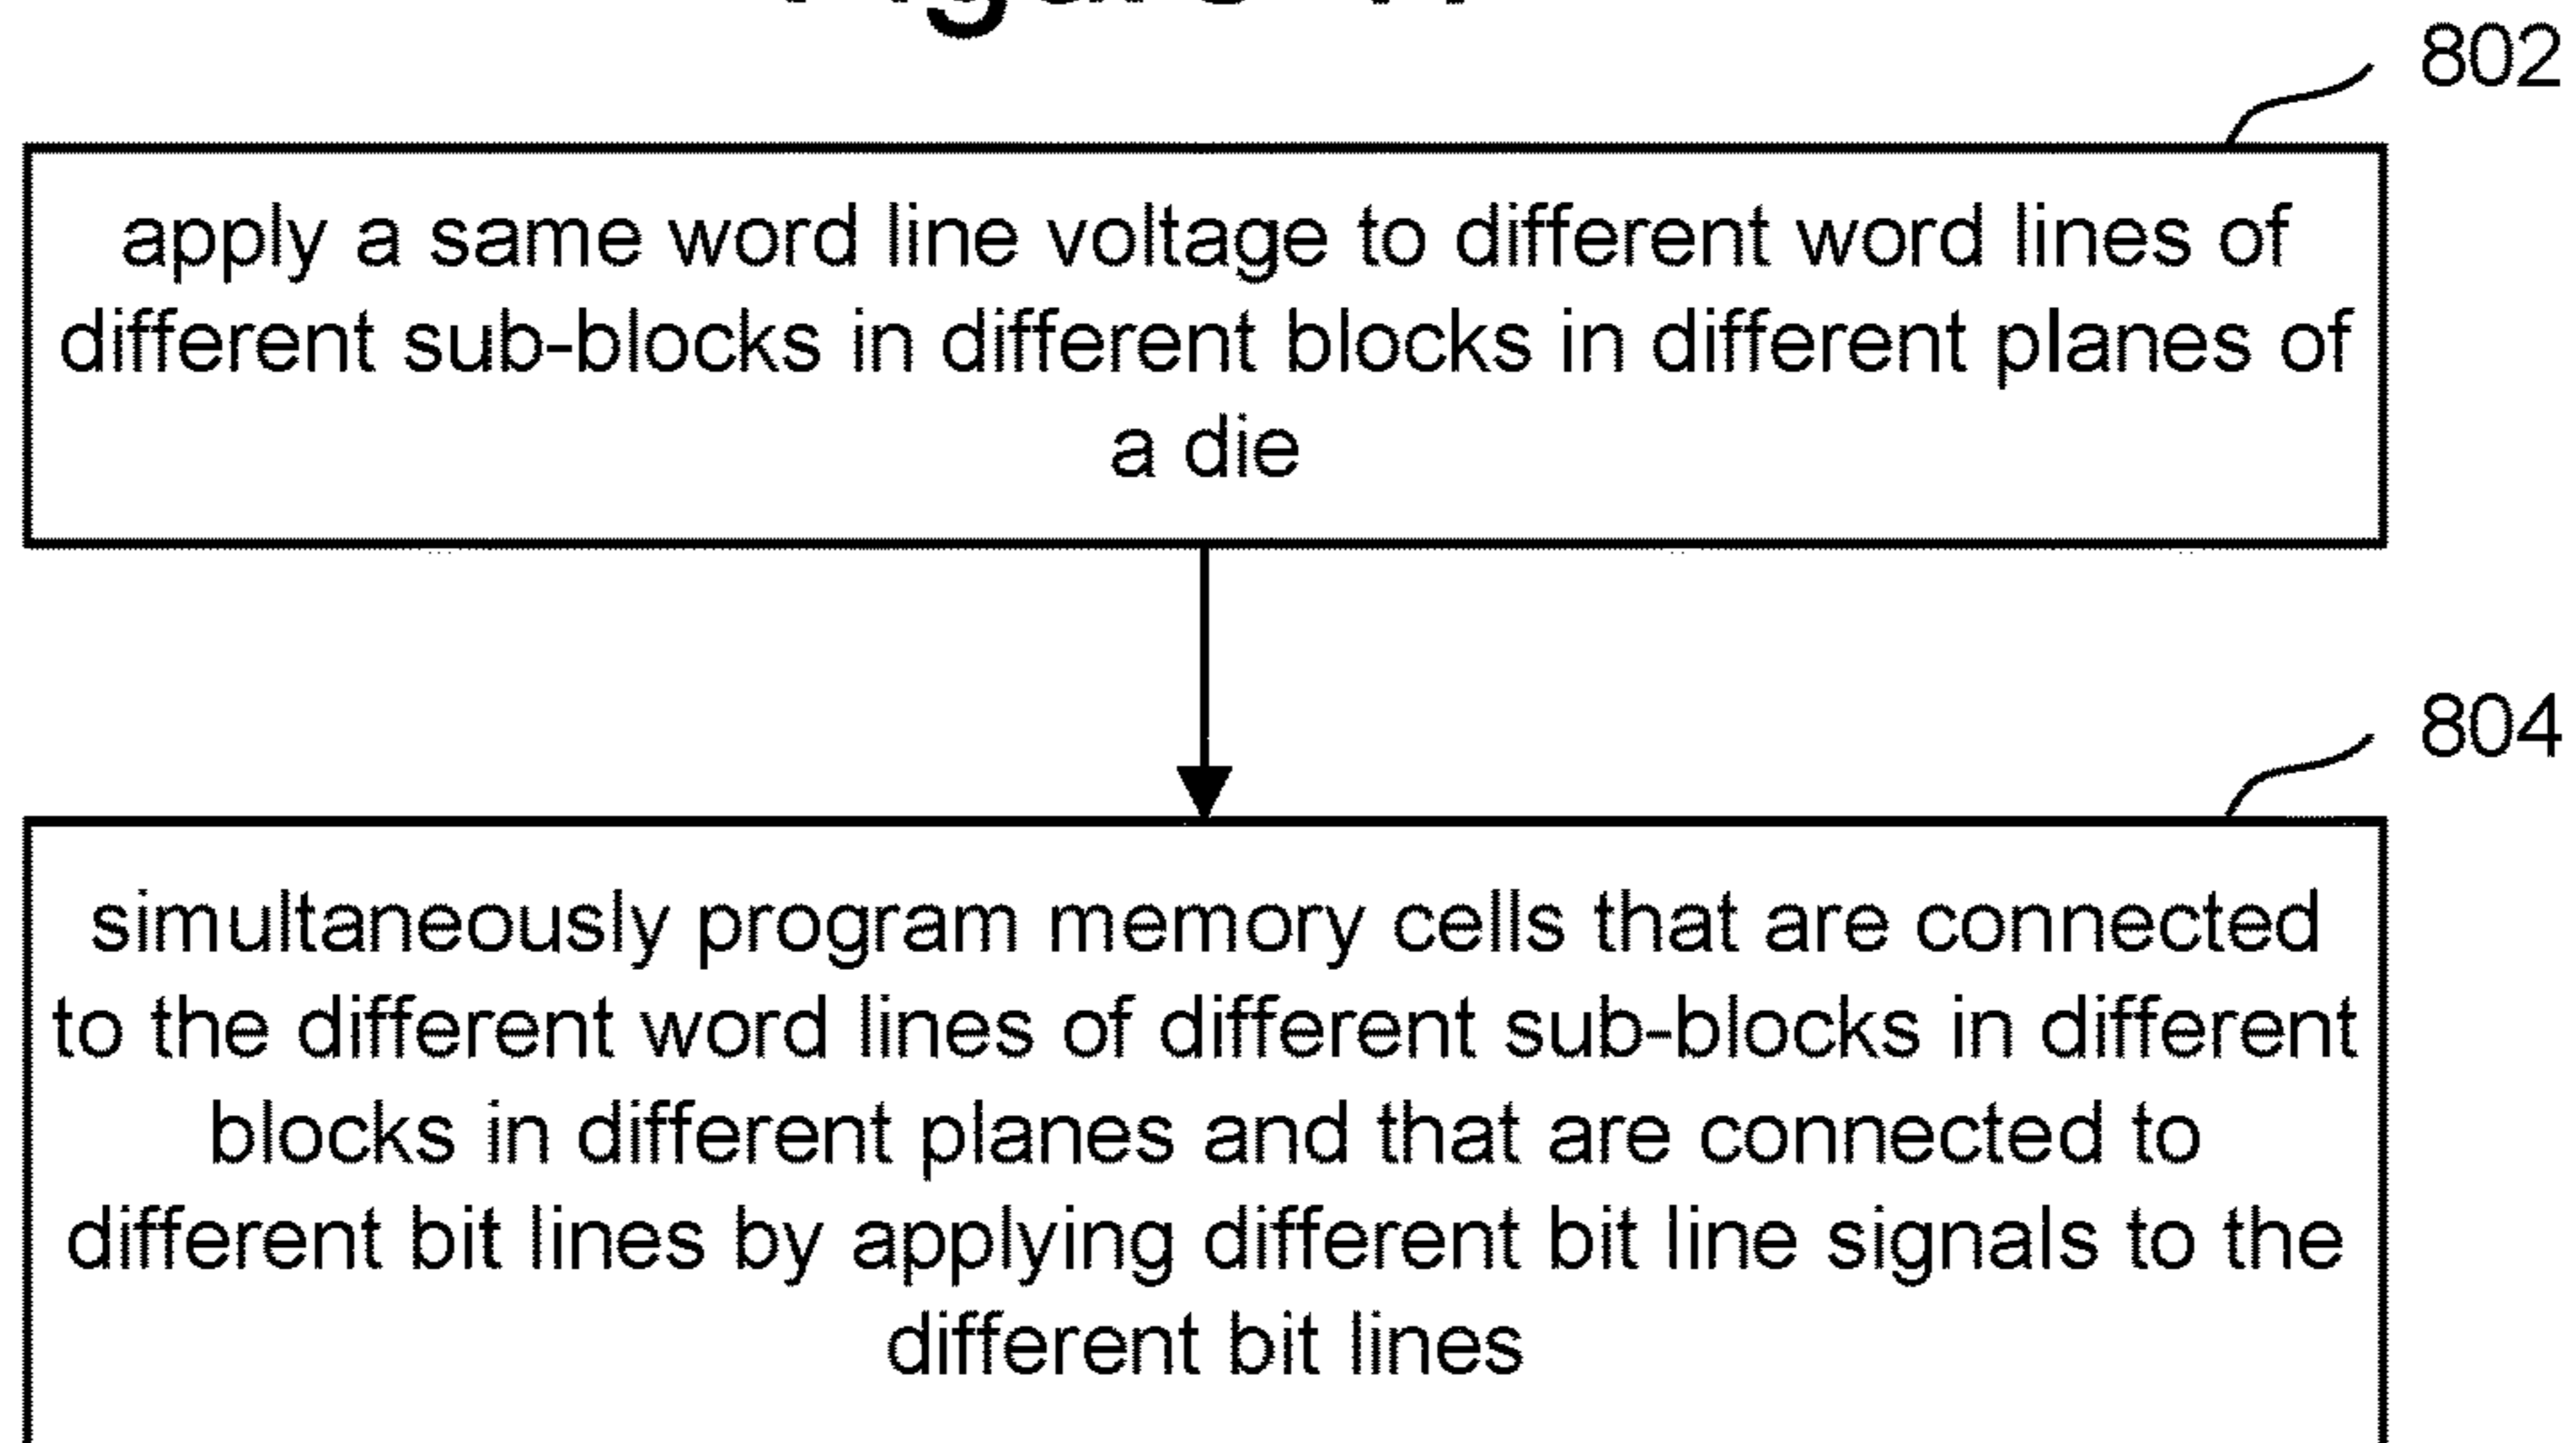 802
apply a same word line voltage to different word lines of
different sub-blocks in different blocks in different planes of
a die
804
simultaneously program memory cells that are connected
to the different word lines of different sub-blocks in different
blocks in different planes and that are connected to
different bit lines by applying different bit line signals to the
different bit lines